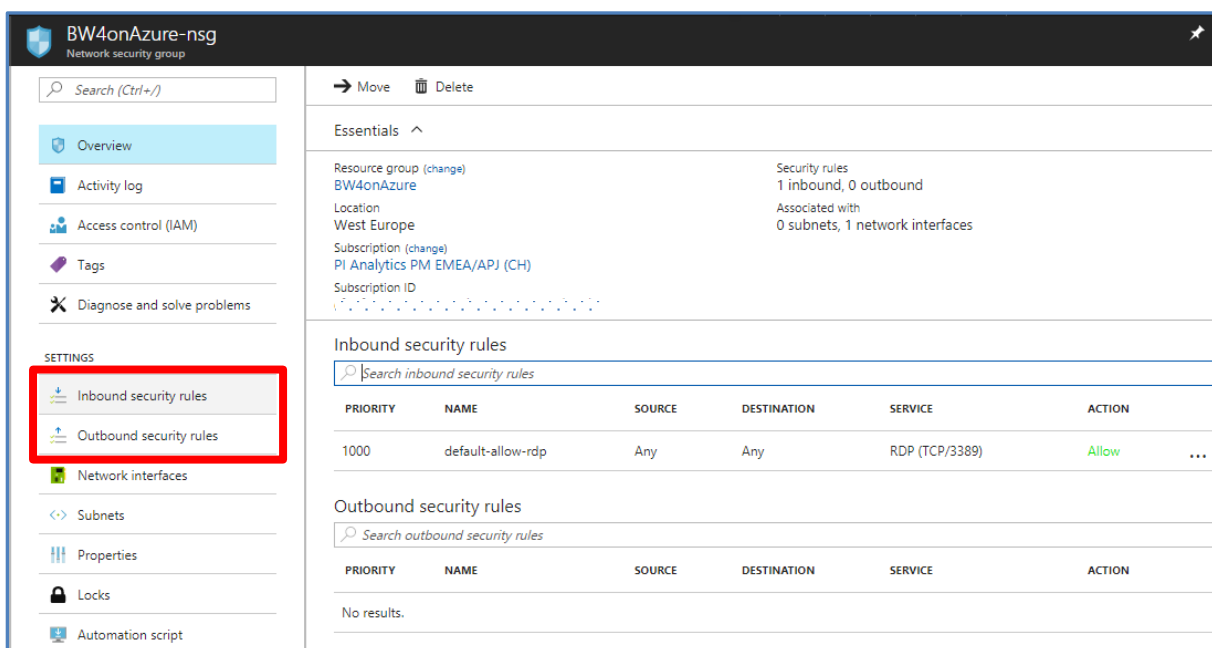 BW4onAzure-nsg
Network security group
Search (Ctrl+/)
Overview
Activity log
Access control (IAM)
Tags
Diagnose and solve problems
SETTINGS
Inbound security rules
Outbound security rules
Network interfaces
Subnets
Properties
Locks
Automation script
Move Delete
Essentials
Resource group (change)
BW4onAzure
Location
West Europe
Subscription (change)
PI Analytics PM EMEA/APJ (CH)
Subscription ID
Security rules
1 inbound, 0 outbound
Associated with
0 subnets, 1 network interfaces
Inbound security rules
Search inbound security rules
PRIORITY NAME SOURCE DESTINATION SERVICE ACTION
1000 default-allow-rdp Any Any RDP (TCP/3389) Allow ...
Outbound security rules
Search outbound security rules
PRIORITY NAME SOURCE DESTINATION SERVICE ACTION
No results.